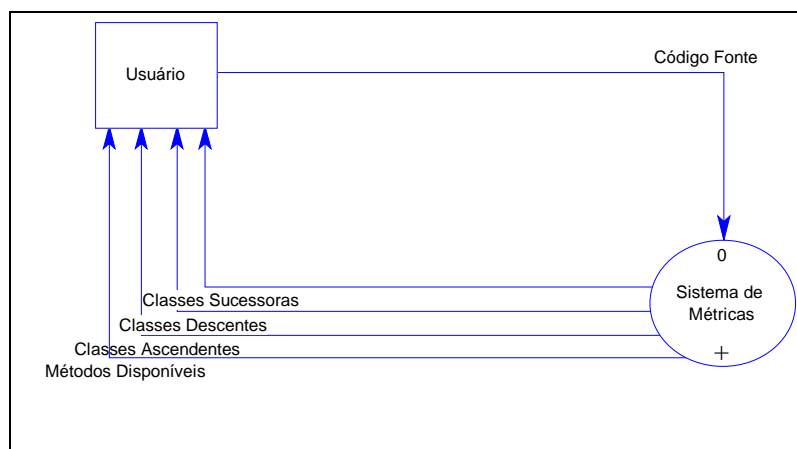 Código Fonte
Usuário
0
Sistema de
Métricas
+
Classes Sucessoras
Classes Descentes
Classes Ascendentes
Métodos Disponíveis